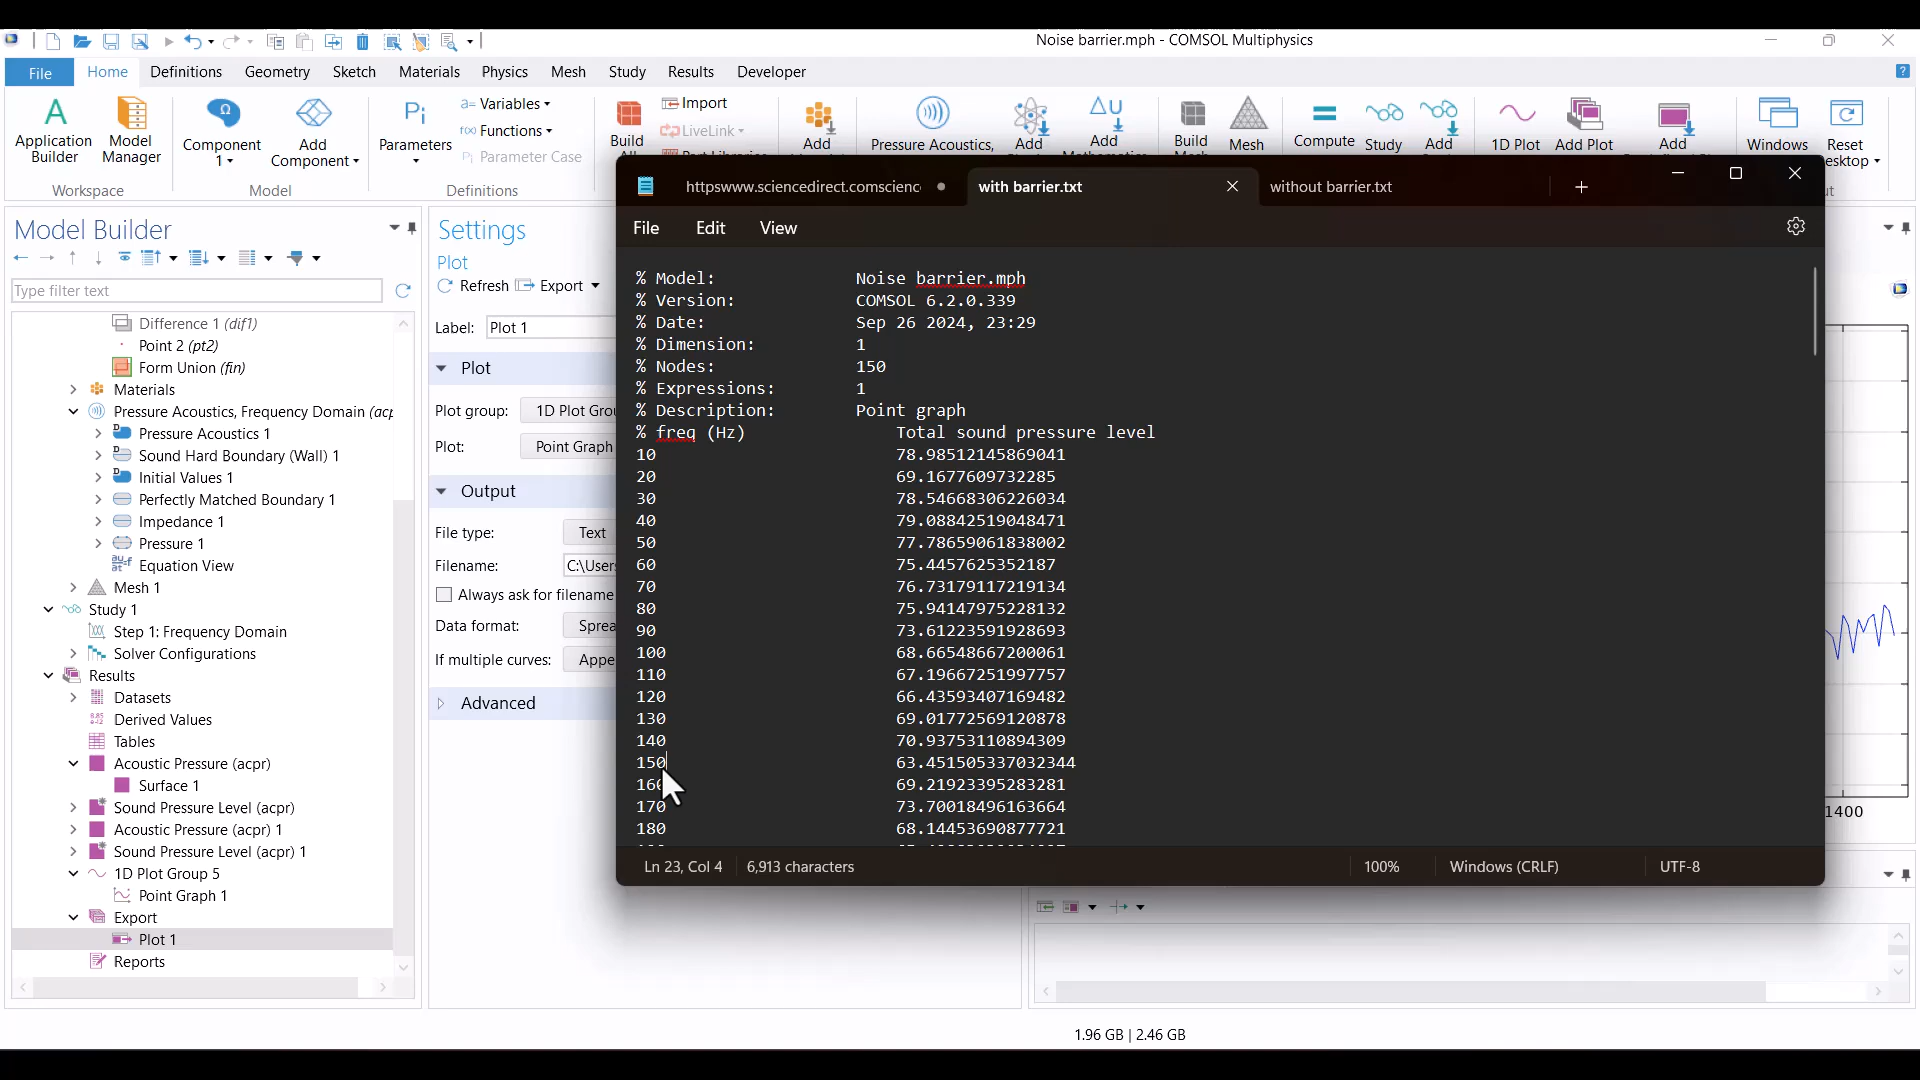 Noise barrier.mph - COMSOL Multiphysics
File Home Definitions Geometry Sketch Materials Physics Mesh Study Results Developer
Application Builder
Model Manager
Workspace
Component 1
Add Component
Model
Parameters
a= Variables
f(x) Functions
Pi Parameter Case
Definitions
Build
Import
LiveLink
Add
Pressure Acoustics,
Add
Add
Build
Mesh
Compute
Study
Add
1D Plot
Add Plot
Add
Windows
Reset
esktop
Model Builder
Type filter text
Difference 1 (dif1)
Point 2 (pt2)
Form Union (fin)
Materials
Pressure Acoustics, Frequency Domain (acp
Pressure Acoustics 1
Sound Hard Boundary (Wall) 1
Initial Values 1
Perfectly Matched Boundary 1
Impedance 1
Pressure 1
Equation View
Mesh 1
Study 1
Step 1: Frequency Domain
Solver Configurations
Results
Datasets
Derived Values
Tables
Acoustic Pressure (acpr)
Surface 1
Sound Pressure Level (acpr)
Acoustic Pressure (acpr) 1
Sound Pressure Level (acpr) 1
1D Plot Group 5
Point Graph 1
Export
Plot 1
Reports
Settings
Plot
Refresh Export
Label: Plot 1
Plot
Plot group: 1D Plot Gro
Plot: Point Graph
Output
File type: Text
Filename: C:\Users
Always ask for filename
Data format: Sprea
If multiple curves: Appe
Advanced
httpswww.sciencedirect.comscienc
with barrier.txt
without barrier.txt
File Edit View
% Model: Noise barrier.mph
% Version: COMSOL 6.2.0.339
% Date: Sep 26 2024, 23:29
% Dimension: 1
% Nodes: 150
% Expressions: 1
% Description: Point graph
% freq (Hz) Total sound pressure level
10 78.98512145869041
20 69.1677609732285
30 78.54668306226034
40 79.08842519048471
50 77.78659061838002
60 75.4457625352187
70 76.73179117219134
80 75.94147975228132
90 73.61223591928693
100 68.66548667200061
110 67.19667251997757
120 66.43593407169482
130 69.01772569120878
140 70.93753110894309
150 63.451505337032344
160 69.21923395283281
170 73.70018496163664
180 68.14453690877721
Ln 23, Col 4 6,913 characters 100% Windows (CRLF) UTF-8
1400
1.96 GB | 2.46 GB